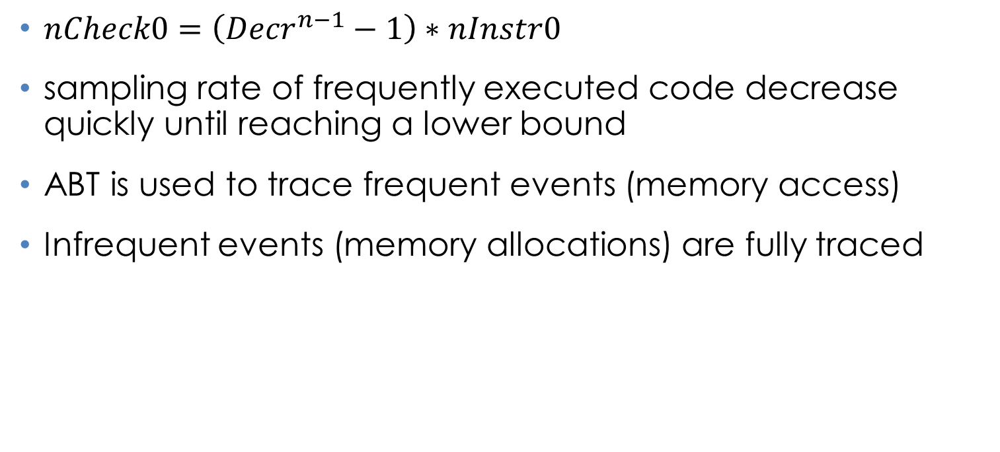 • nCheck0 = (Decrⁿ⁻¹ − 1) ∗ nInstr0
• sampling rate of frequently executed code decrease
quickly until reaching a lower bound
• ABT is used to trace frequent events (memory access)
• Infrequent events (memory allocations) are fully traced